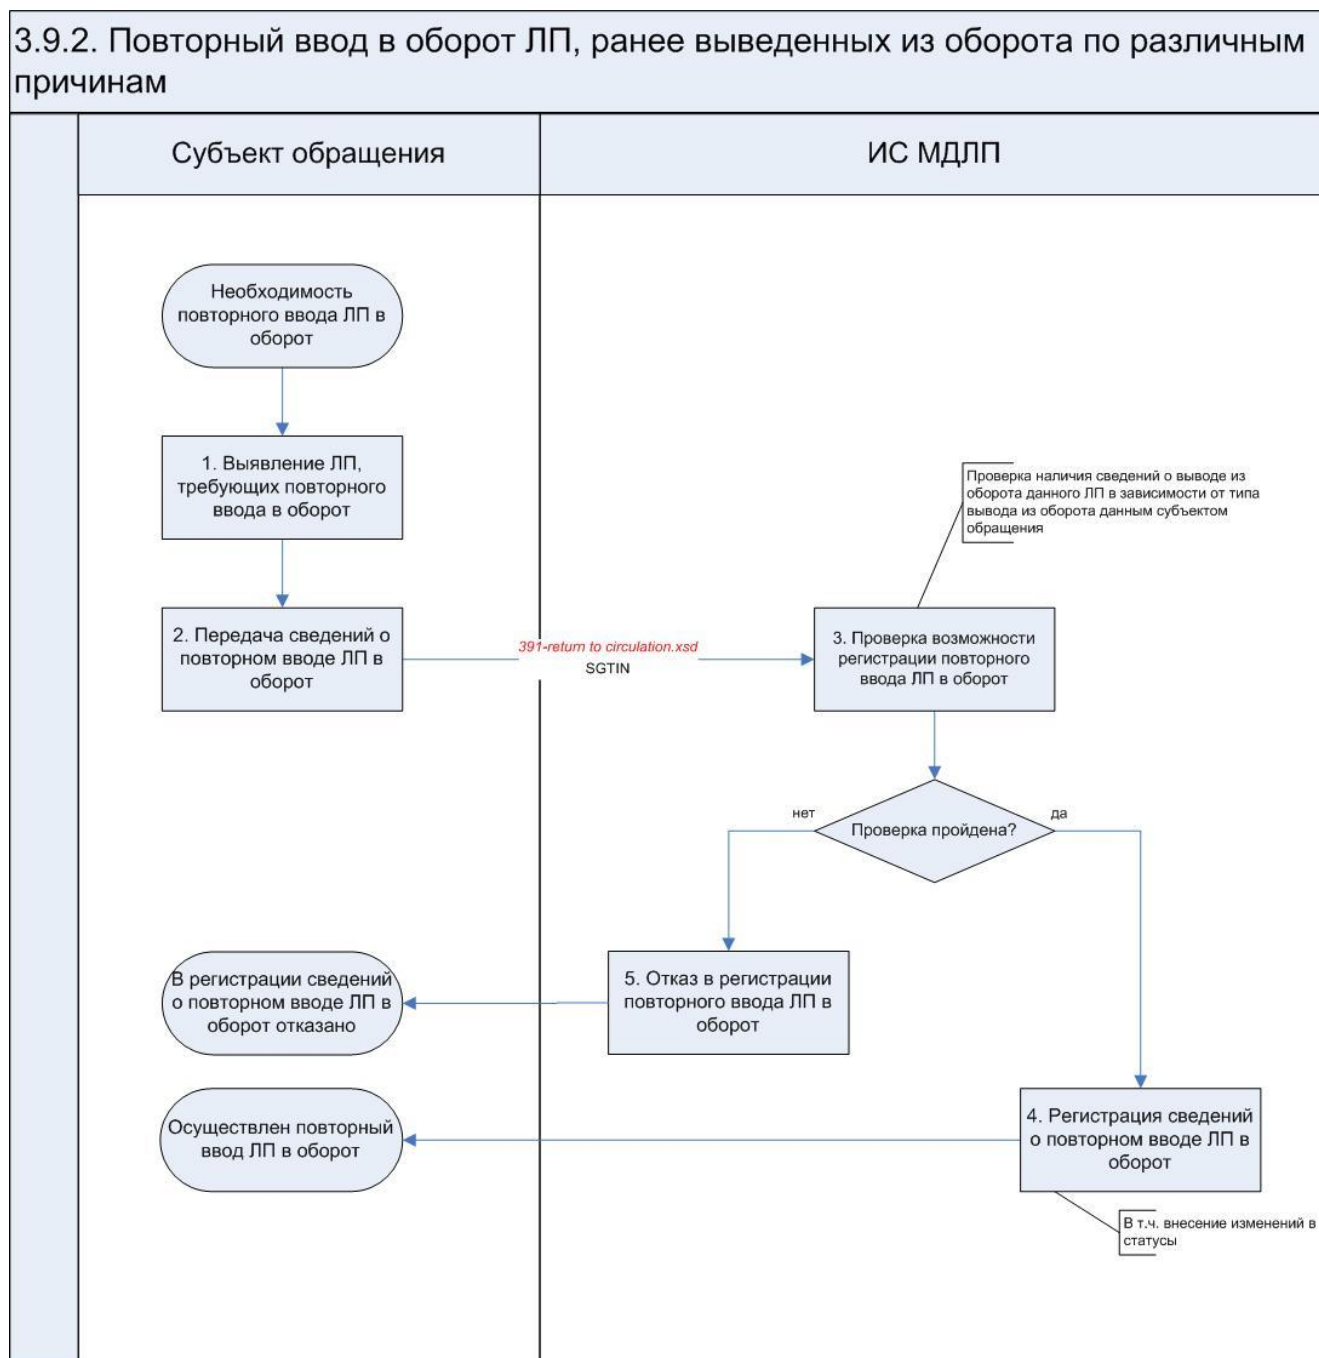 3.9.2. Повторный ввод в оборот ЛП, ранее выведенных из оборота по различным
причинам
Субъект обращения
ИС МДЛП
Необходимость
повторного ввода ЛП в
оборот
1. Выявление ЛП,
требующих повторного
ввода в оборот
Проверка наличия сведений о выводе из
оборота данного ЛП в зависимости от типа
вывода из оборота данным субъектом
обращения
2. Передача сведений о
повторном вводе ЛП в
оборот
391-return to circulation.xsd
SGTIN
3. Проверка возможности
регистрации повторного
ввода ЛП в оборот
нет
Проверка пройдена?
да
В регистрации сведений
о повторном вводе ЛП в
оборот отказано
5. Отказ в регистрации
повторного ввода ЛП в
оборот
Осуществлен повторный
ввод ЛП в оборот
4. Регистрация сведений
о повторном вводе ЛП в
оборот
В т.ч. внесение изменений в
статусы